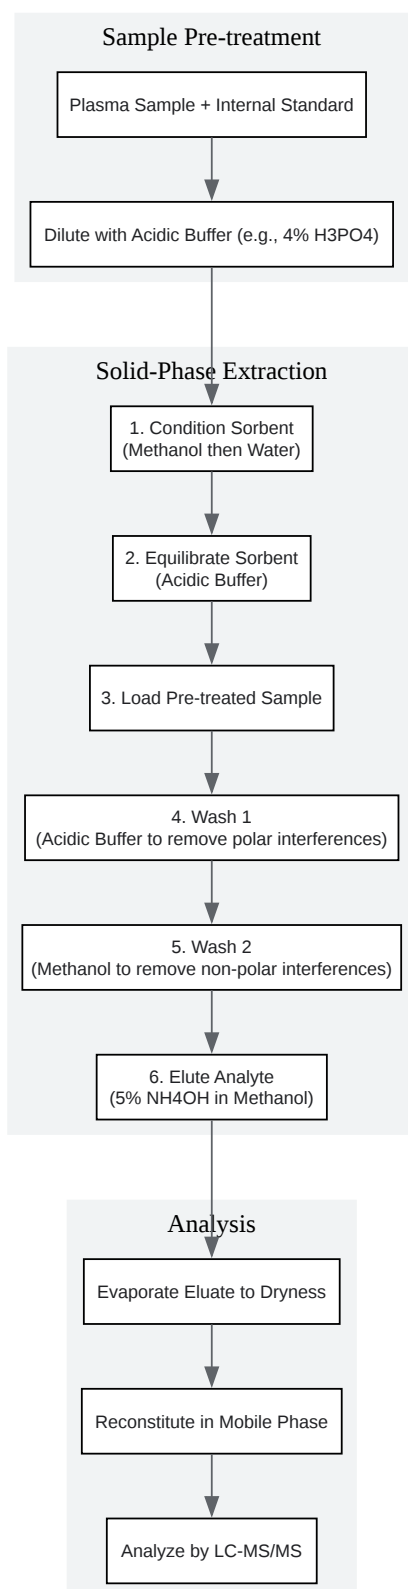 Sample Pre-treatment
Plasma Sample + Internal Standard
Dilute with Acidic Buffer (e.g., 4% H3PO4)
Solid-Phase Extraction
1. Condition Sorbent
(Methanol then Water)
2. Equilibrate Sorbent
(Acidic Buffer)
3. Load Pre-treated Sample
4. Wash 1
(Acidic Buffer to remove polar interferences)
5. Wash 2
(Methanol to remove non-polar interferences)
6. Elute Analyte
(5% NH4OH in Methanol)
Analysis
Evaporate Eluate to Dryness
Reconstitute in Mobile Phase
Analyze by LC-MS/MS